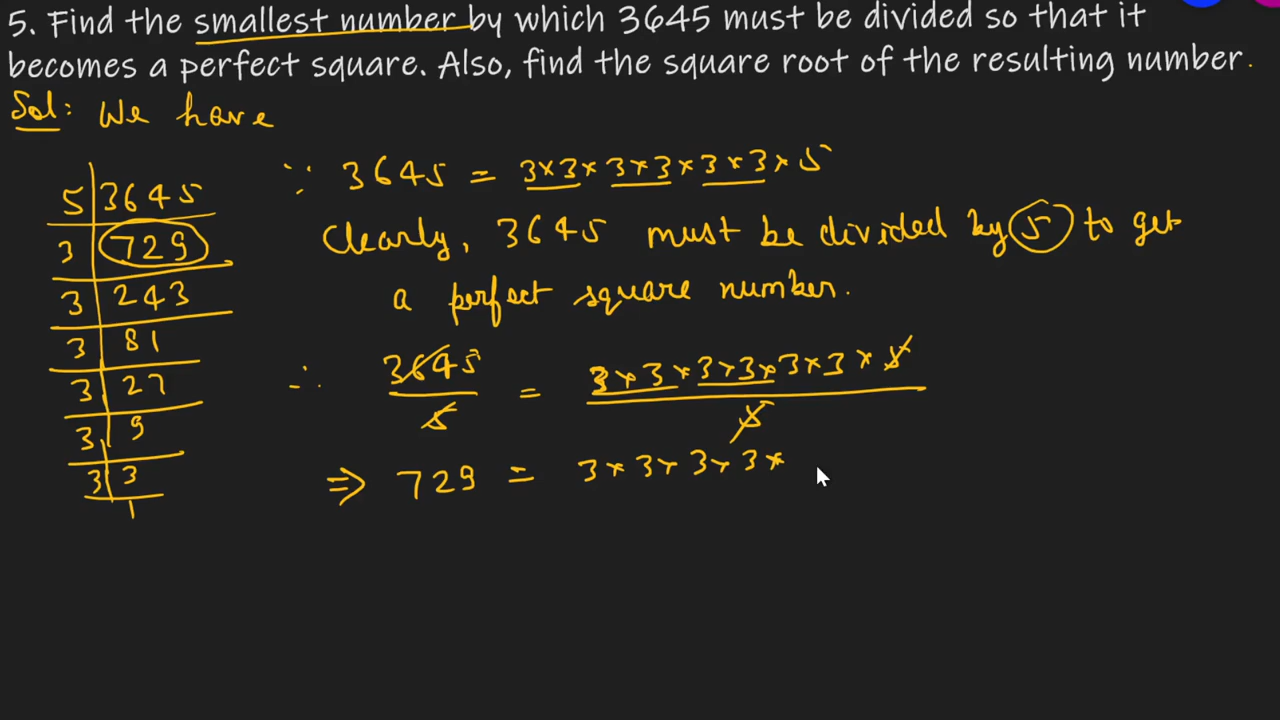 5. Find the smallest number by which 3645 must be divided so that it
becomes a perfect square. Also, find the square root of the resulting number.
Sol: We have
5 | 3645
3 | 729
3 | 243
3 | 81
3 | 27
3 | 9
3 | 3
1
∵ 3645 = 3×3×3×3×3×3×5
Clearly, 3645 must be divided by 5 to get
a perfect square number.
∴ 3645/5 = 3×3×3×3×3×3×5/5
⇒ 729 = 3×3×3×3×